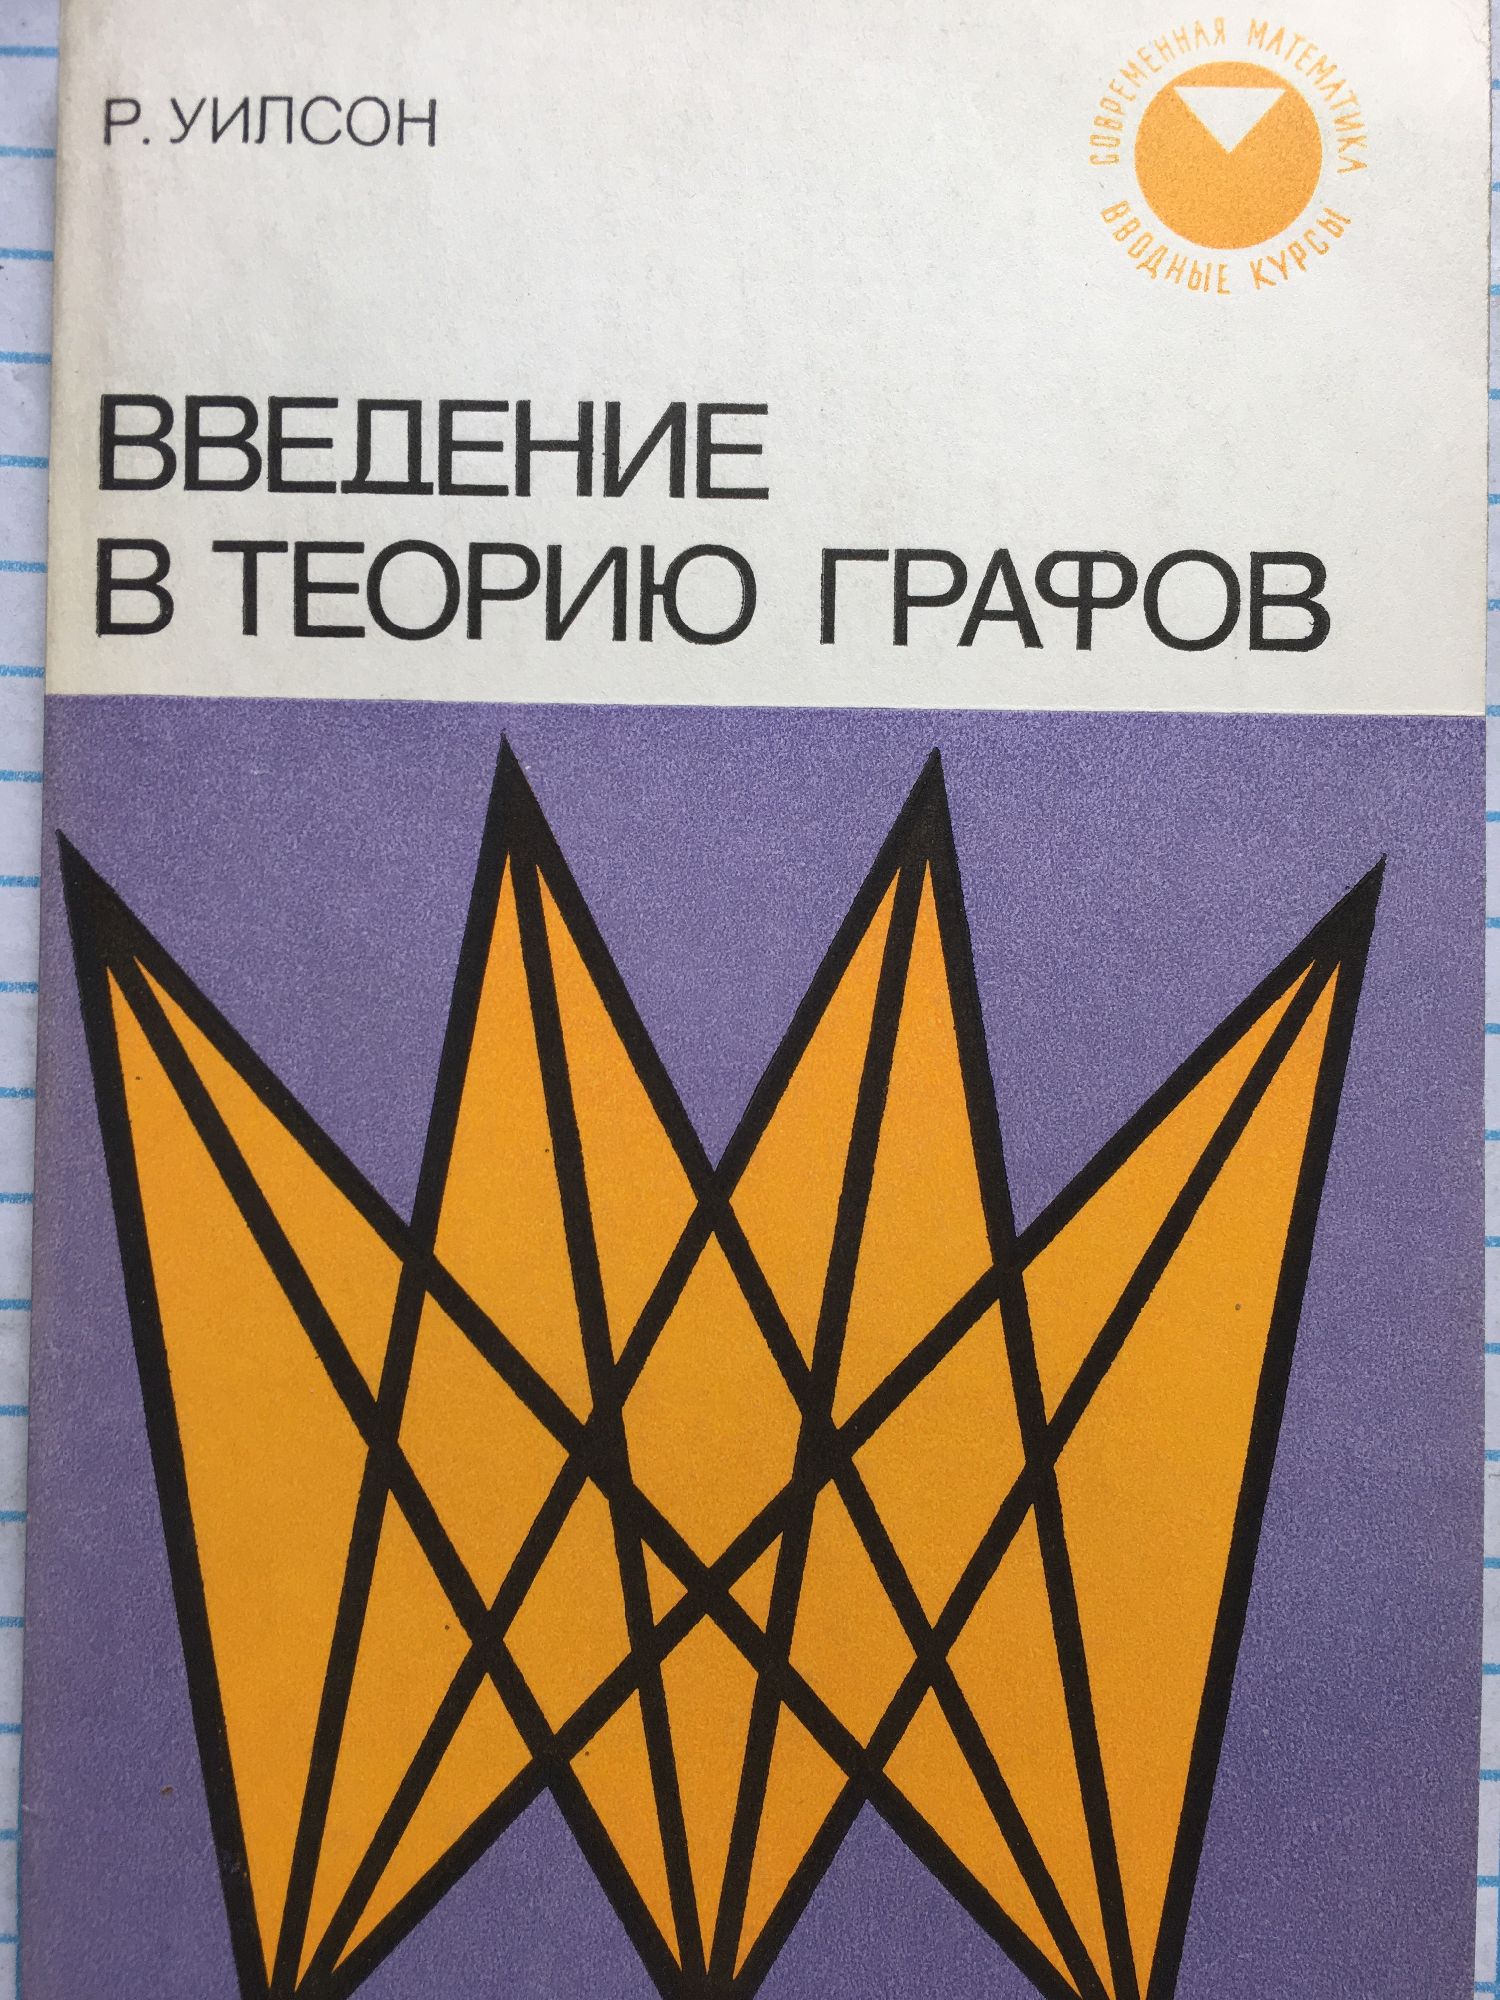 Р. УИЛСОН
СОВРЕМЕННАЯ МАТЕМАТИКА
ВВОДНЫЕ КУРСЫ
ВВЕДЕНИЕ
В ТЕОРИЮ ГРАФОВ